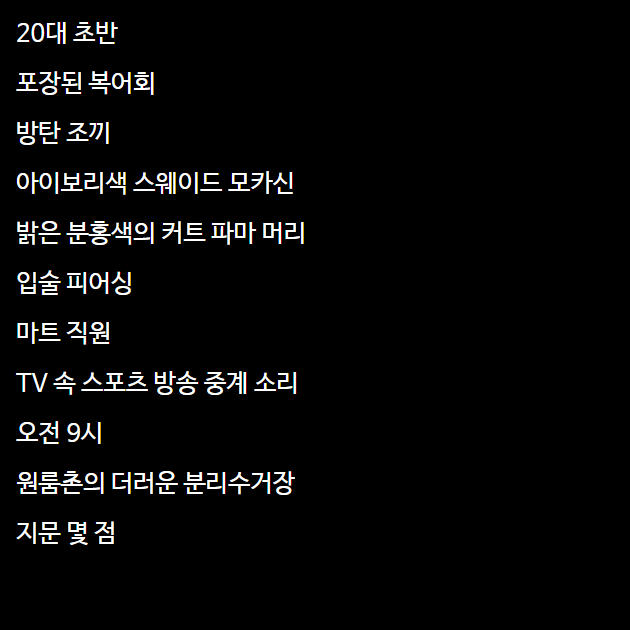 20대 초반
포장된 복어회
방탄 조끼
아이보리색 스웨이드 모카신
밝은 분홍색의 커트 파마 머리
입술 피어싱
마트 직원
TV 속 스포츠 방송 중계 소리
오전 9시
원룸촌의 더러운 분리수거장
지문 몇 점